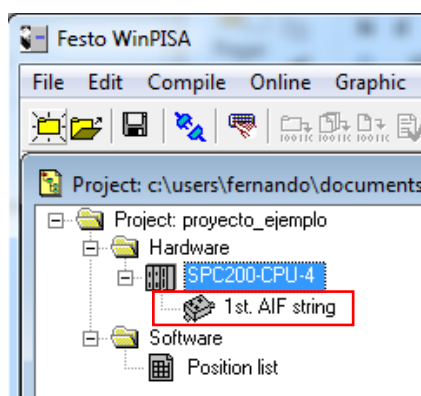 Festo WinPISA
File Edit Compile Online Graphic
Project: c:\users\fernando\documents
Project: proyecto_ejemplo
Hardware
SPC200-CPU-4
1st. AIF string
Software
Position list